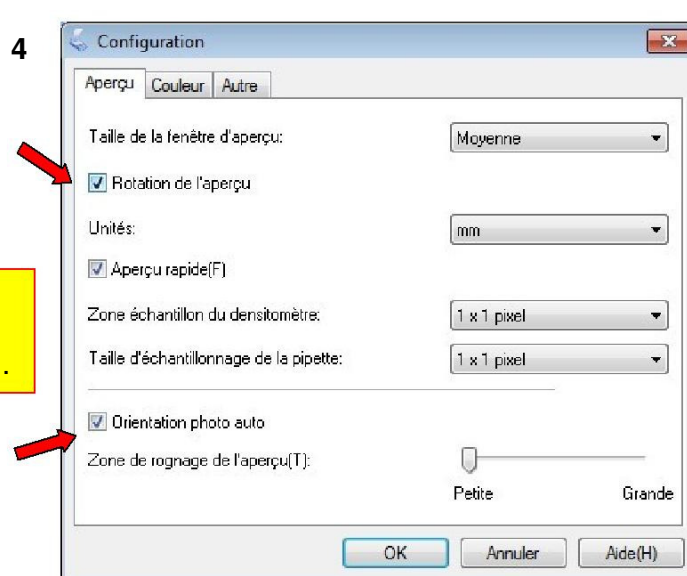 4
Configuration
Aperçu Couleur Autre
Taille de la fenêtre d'aperçu: Moyenne
Rotation de l'aperçu
Unités: mm
Aperçu rapide(F)
Zone échantillon du densitomètre: 1 x 1 pixel
Taille d'échantillonnage de la pipette: 1 x 1 pixel
.
Orientation photo auto
Zone de rognage de l'aperçu(T):
Petite Grande
OK Annuler Aide(H)